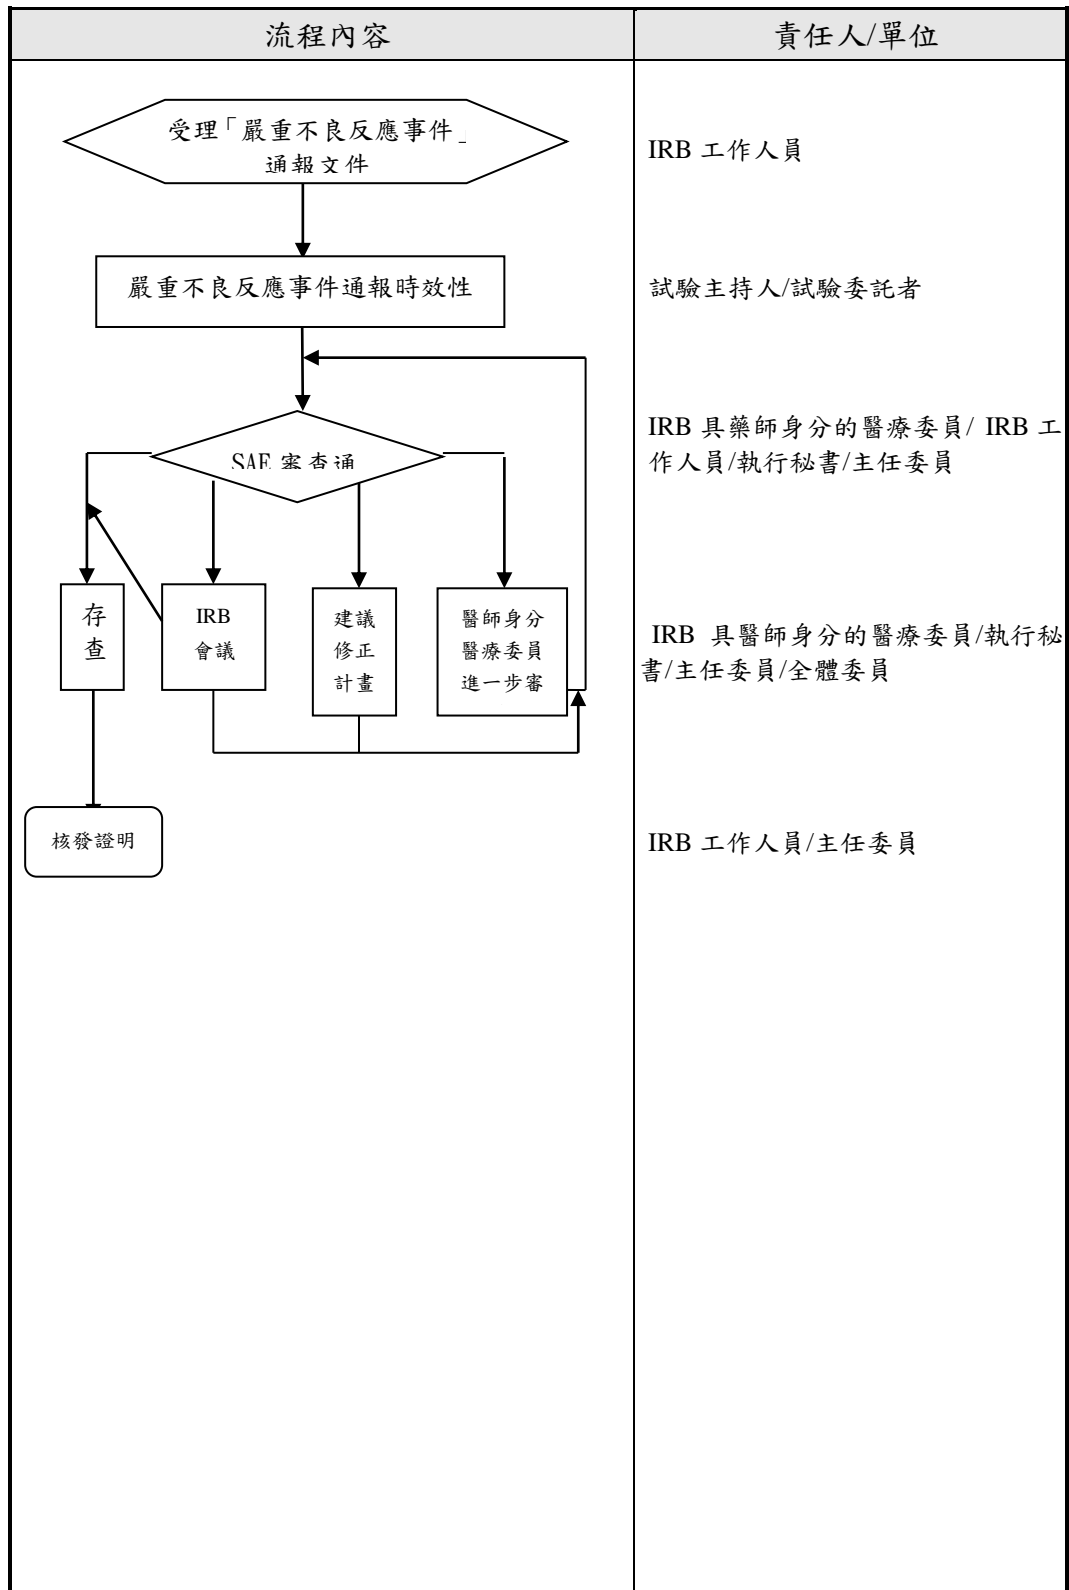 流程內容
責任人/單位
受理「嚴重不良反應事件」
通報文件
IRB 工作人員
嚴重不良反應事件通報時效性
試驗主持人/試驗委託者
SAE 審查通
IRB 具藥師身分的醫療委員/ IRB 工
作人員/執行秘書/主任委員
存
查
IRB
會議
建議
修正
計畫
醫師身分
醫療委員
進一步審
IRB 具醫師身分的醫療委員/執行秘
書/主任委員/全體委員
核發證明
IRB 工作人員/主任委員